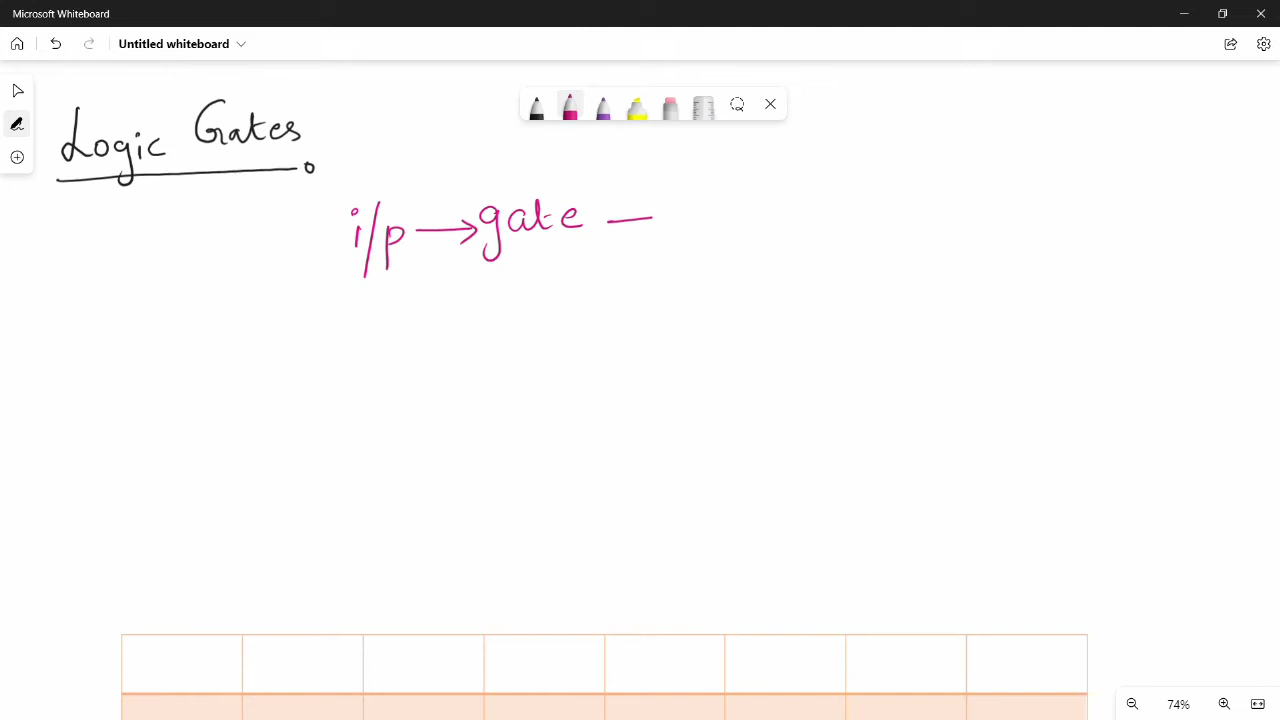 Microsoft Whiteboard
Untitled whiteboard
Logic Gates
i/p → gate —
74%